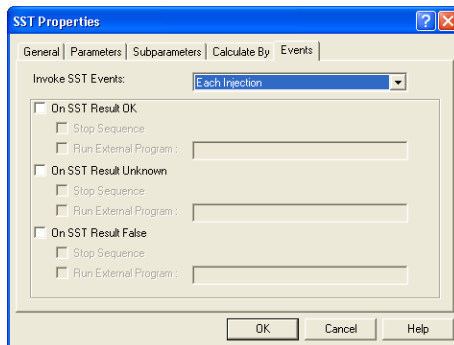 SST Properties
General Parameters Subparameters Calculate By Events
Invoke SST Events: Each Injection
On SST Result OK
Stop Sequence
Run External Program :
On SST Result Unknown
Stop Sequence
Run External Program :
On SST Result False
Stop Sequence
Run External Program :
OK Cancel Help